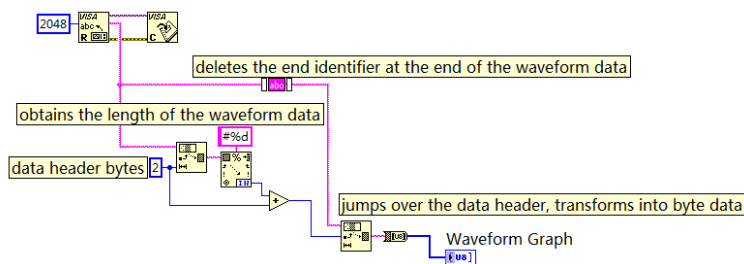 VISA
VISA
2048
abc
R
C
deletes the end identifier at the end of the waveform data
abc
obtains the length of the waveform data
#%d
data header bytes
2
%
+
jumps over the data header, transforms into byte data
U8
Waveform Graph
U8